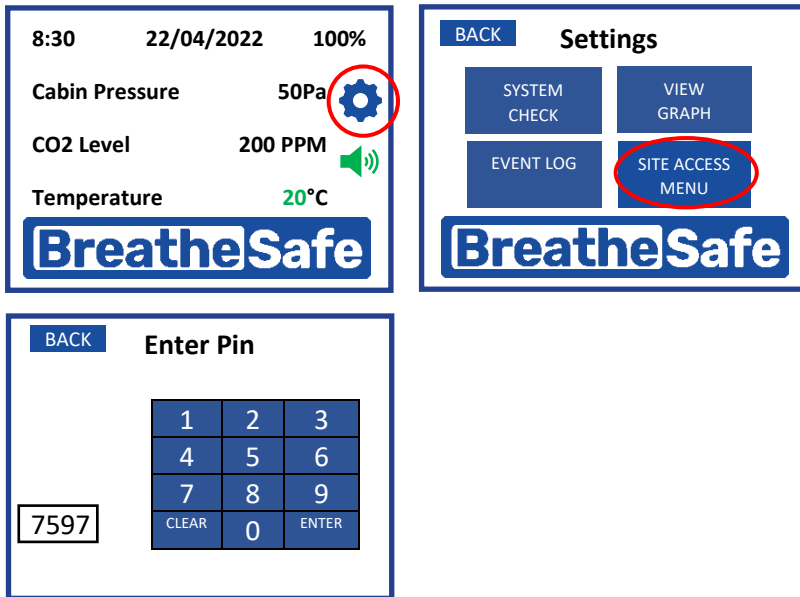 8:30 22/04/2022 100%
Cabin Pressure 50Pa
CO2 Level 200 PPM
Temperature 20°C
BreatheSafe
BACK Settings
SYSTEM CHECK
VIEW GRAPH
EVENT LOG
SITE ACCESS MENU
BreatheSafe
BACK Enter Pin
1 2 3
4 5 6
7 8 9
7597 CLEAR 0 ENTER